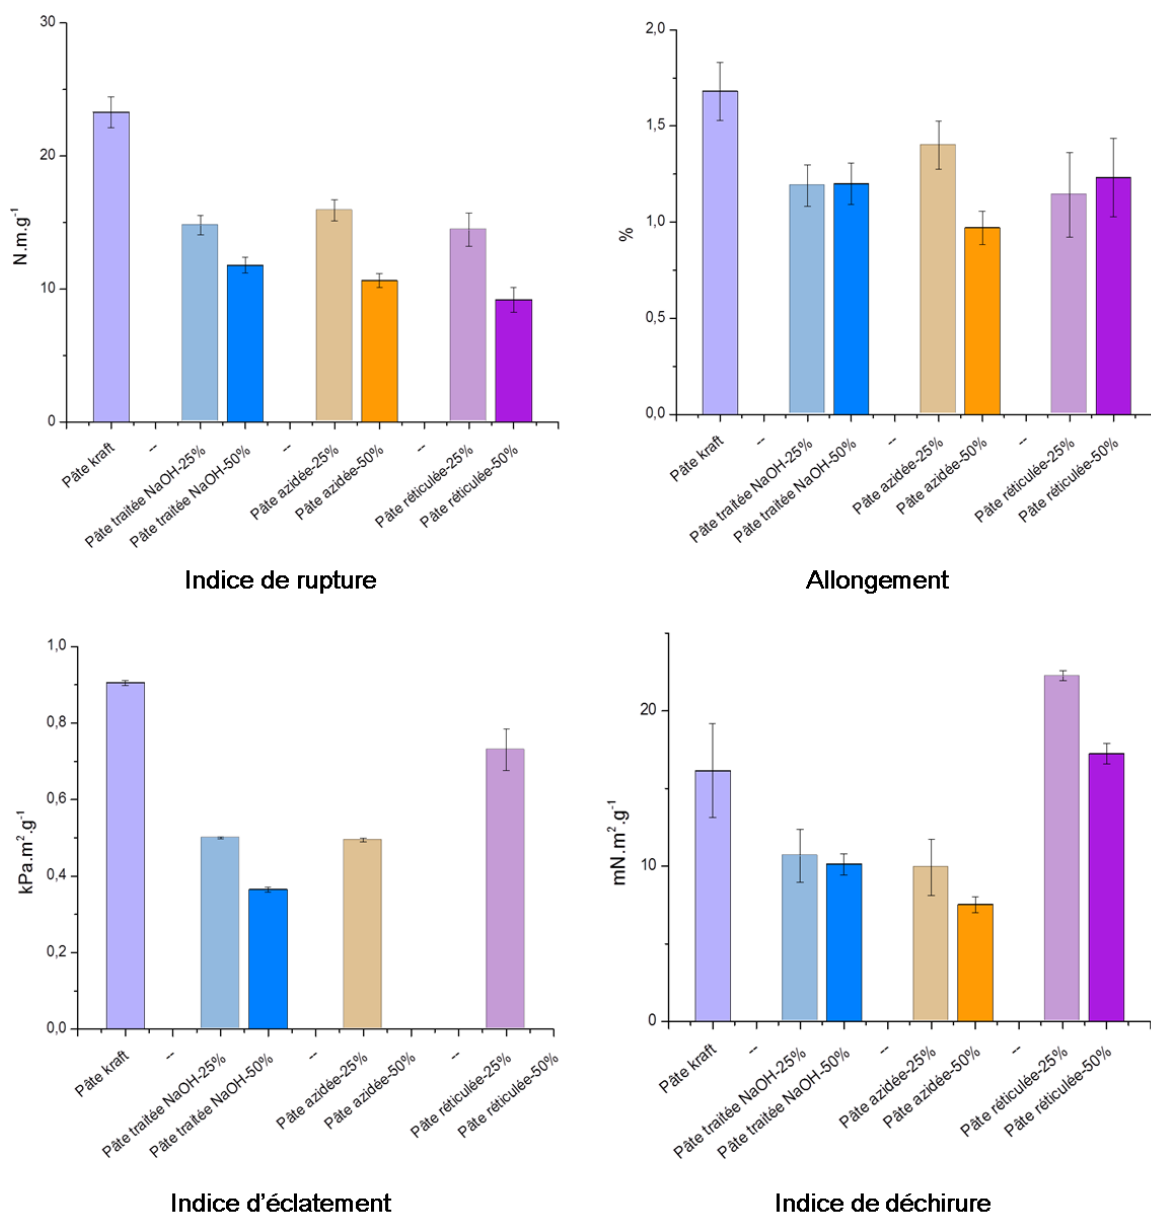 30
20
10
0
N.m.g⁻¹
Pâte kraft
--
Pâte traitée NaOH-25%
Pâte traitée NaOH-50%
--
Pâte azidée-25%
Pâte azidée-50%
--
Pâte réticulée-25%
Pâte réticulée-50%
Indice de rupture
2,0
1,5
1,0
0,5
0,0
%
Pâte kraft
--
Pâte traitée NaOH-25%
Pâte traitée NaOH-50%
--
Pâte azidée-25%
Pâte azidée-50%
--
Pâte réticulée-25%
Pâte réticulée-50%
Allongement
1,0
0,8
0,6
0,4
0,2
0,0
kPa.m².g⁻¹
Pâte kraft
--
Pâte traitée NaOH-25%
Pâte traitée NaOH-50%
--
Pâte azidée-25%
Pâte azidée-50%
--
Pâte réticulée-25%
Pâte réticulée-50%
Indice d'éclatement
20
10
0
mN.m².g⁻¹
Pâte kraft
--
Pâte traitée NaOH-25%
Pâte traitée NaOH-50%
--
Pâte azidée-25%
Pâte azidée-50%
--
Pâte réticulée-25%
Pâte réticulée-50%
Indice de déchirure